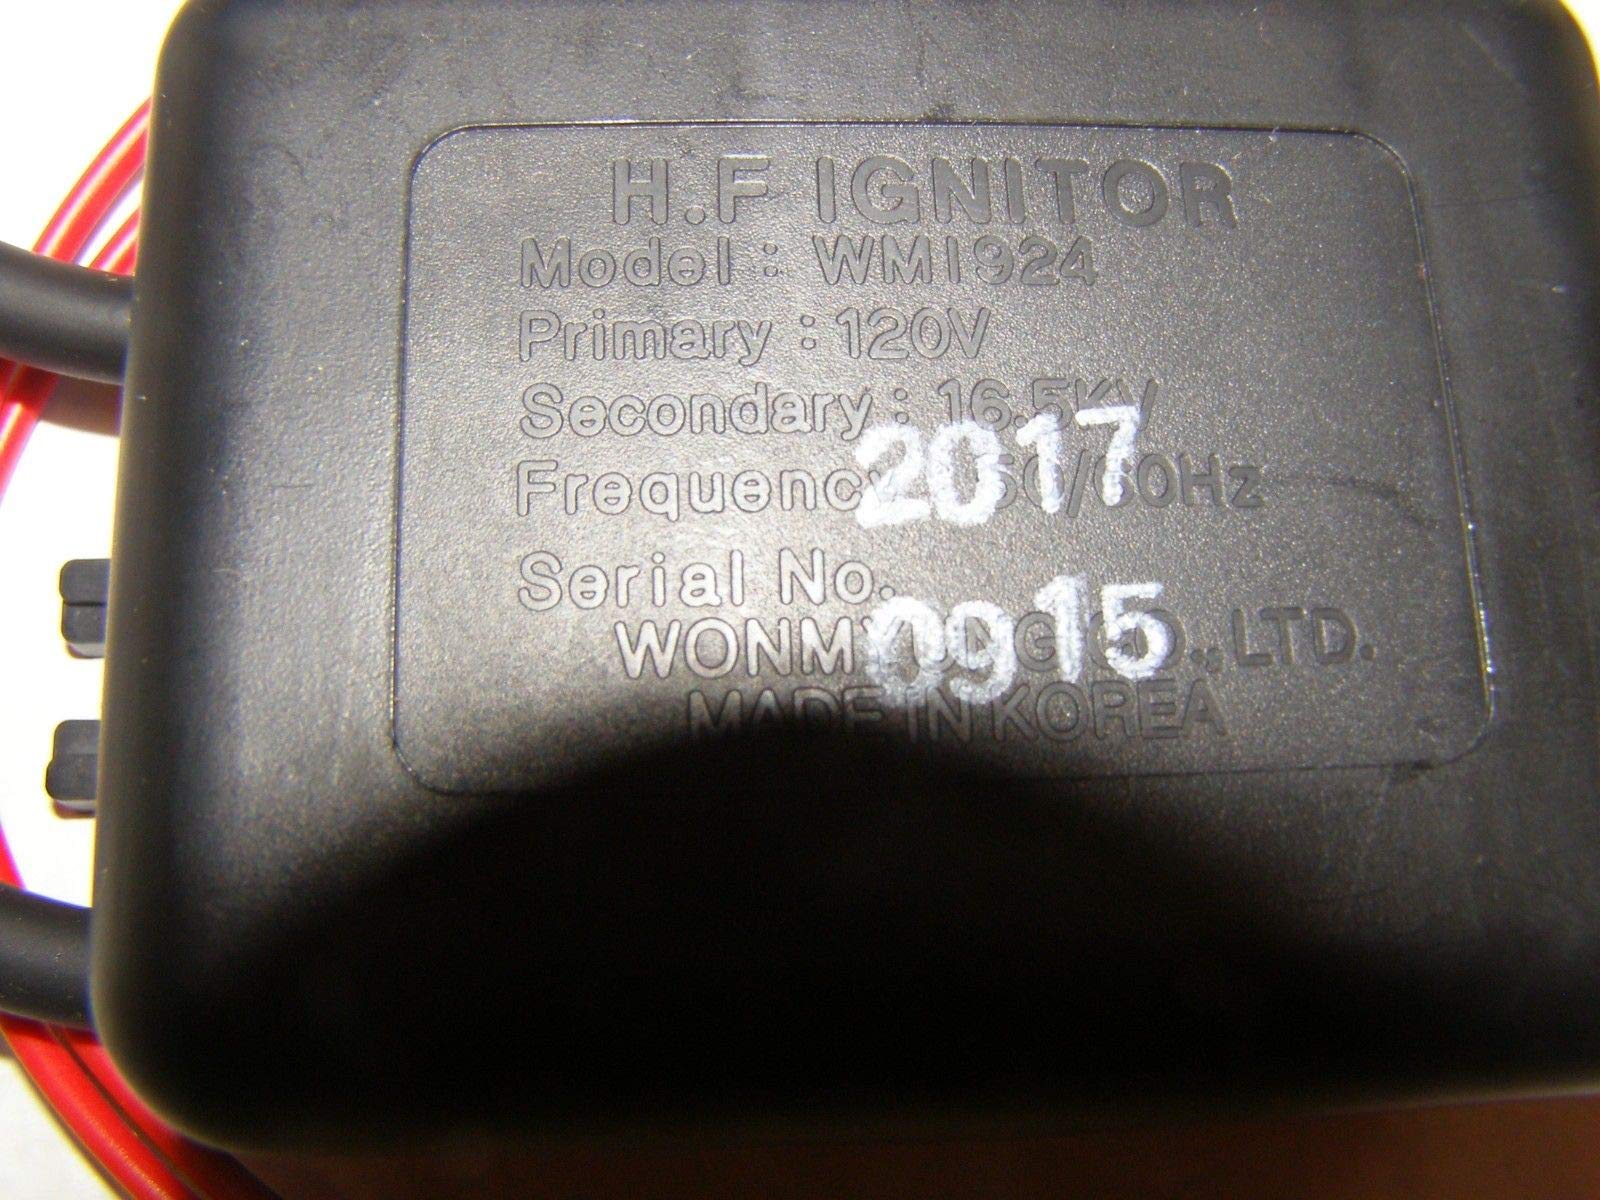 H.F IGNITOR
Model : WM1924
Primary : 120V
Secondary : 16.5KV
2017
Frequency : 50/60Hz
Serial No.
0915
WONMYUNG CO., LTD.
MADE IN KOREA